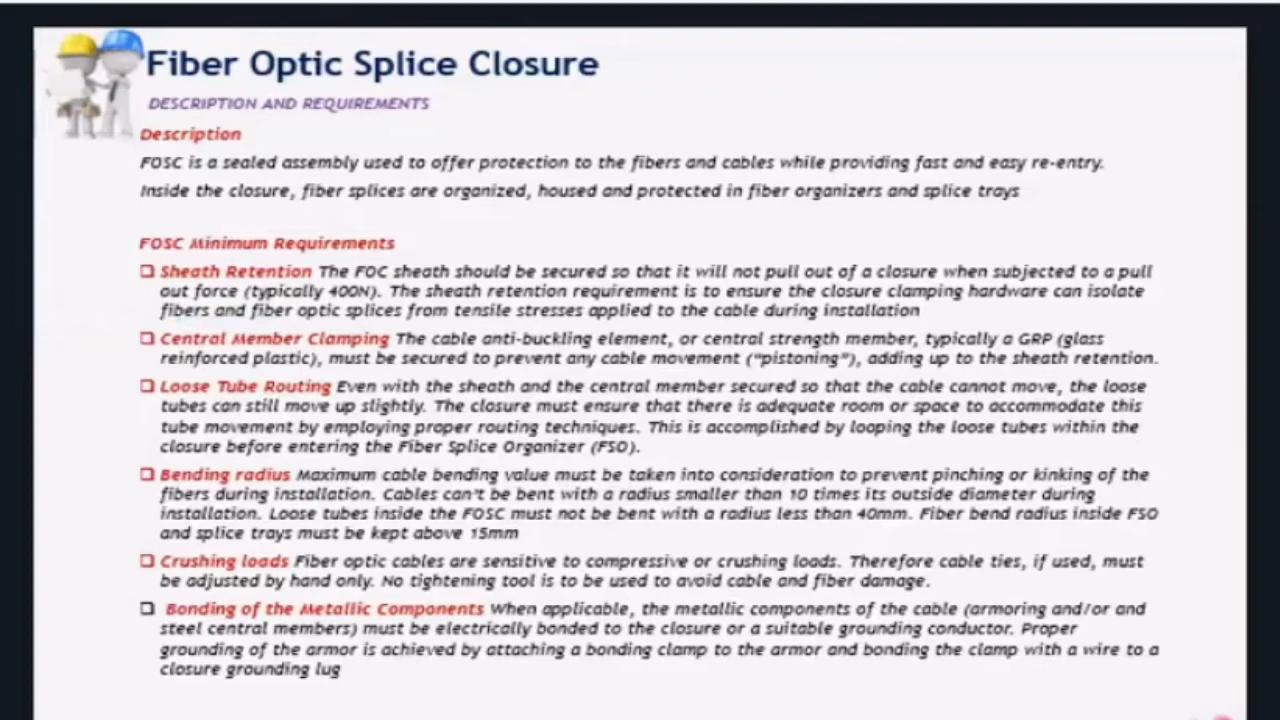 Fiber Optic Splice Closure
DESCRIPTION AND REQUIREMENTS
Description
FOSC is a sealed assembly used to offer protection to the fibers and cables while providing fast and easy re-entry.
Inside the closure, fiber splices are organized, housed and protected in fiber organizers and splice trays
FOSC Minimum Requirements
❑ Sheath Retention The FOC sheath should be secured so that it will not pull out of a closure when subjected to a pull
out force (typically 400N). The sheath retention requirement is to ensure the closure clamping hardware can isolate
fibers and fiber optic splices from tensile stresses applied to the cable during installation
❑ Central Member Clamping The cable anti-buckling element, or central strength member, typically a GRP (glass
reinforced plastic), must be secured to prevent any cable movement (“pistoning”), adding up to the sheath retention.
❑ Loose Tube Routing Even with the sheath and the central member secured so that the cable cannot move, the loose
tubes can still move up slightly. The closure must ensure that there is adequate room or space to accommodate this
tube movement by employing proper routing techniques. This is accomplished by looping the loose tubes within the
closure before entering the Fiber Splice Organizer (FSO).
❑ Bending radius Maximum cable bending value must be taken into consideration to prevent pinching or kinking of the
fibers during installation. Cables can't be bent with a radius smaller than 10 times its outside diameter during
installation. Loose tubes inside the FOSC must not be bent with a radius less than 40mm. Fiber bend radius inside FSO
and splice trays must be kept above 15mm
❑ Crushing loads Fiber optic cables are sensitive to compressive or crushing loads. Therefore cable ties, if used, must
be adjusted by hand only. No tightening tool is to be used to avoid cable and fiber damage.
❑ Bonding of the Metallic Components When applicable, the metallic components of the cable (armoring and/or and
steel central members) must be electrically bonded to the closure or a suitable grounding conductor. Proper
grounding of the armor is achieved by attaching a bonding clamp to the armor and bonding the clamp with a wire to a
closure grounding lug